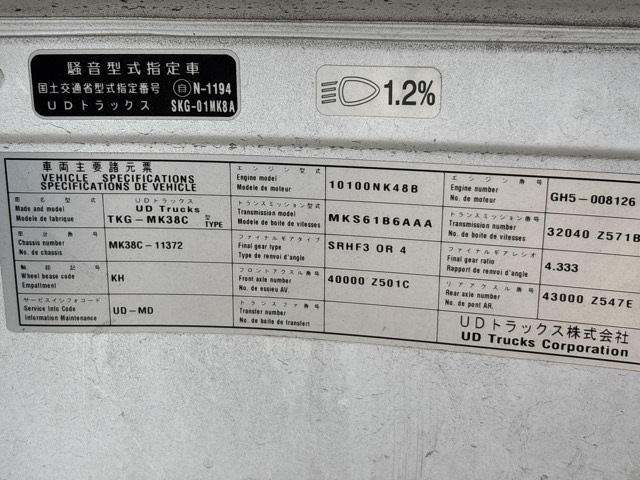 騒音型式指定車
国土交通省型式指定番号 自N-1194
UDトラックス SKG-01MK8A
1.2%
車両主要諸元票
VEHICLE SPECIFICATIONS
SPECIFICATIONS DE VEHICLE
エンジン型式
Engine model
Modele de moteur
10100NK48B
エンジン番号
Engine number
No. de moteur
GH5-008126
車名型式
Made and model
Modele de fabrique
UDトラックス
UD Trucks
TKG-MK38C
型
TYPE
トランスミッション型式
Transmission model
Modele de boite de vitesses
MKS61B6AAA
トランスミッション番号
Transmission number
No. de boite de vitesses
32040 Z571B
車台番号
Chassis number
No. de chassis
MK38C-11372
ファイナルギアタイプ
Final gear type
Type de renvoi d'angle
SRHF3 OR 4
ファイナルギアレシオ
Final gear ratio
Rapport de renvoi d'angle
4.333
軸距記号
Wheel base code
Empattment
KH
フロントアクスル番号
Front axle number
No. de essieu AV.
40000 Z501C
リアアクスル番号
Rear axle number
No. de pont AR.
43000 Z547E
サービスインフォコード
Service Info Code
Information Maintenance
UD-MD
トランスファ番号
Transfer number
No. de boite de transfert
UDトラックス株式会社
UD Trucks Corporation